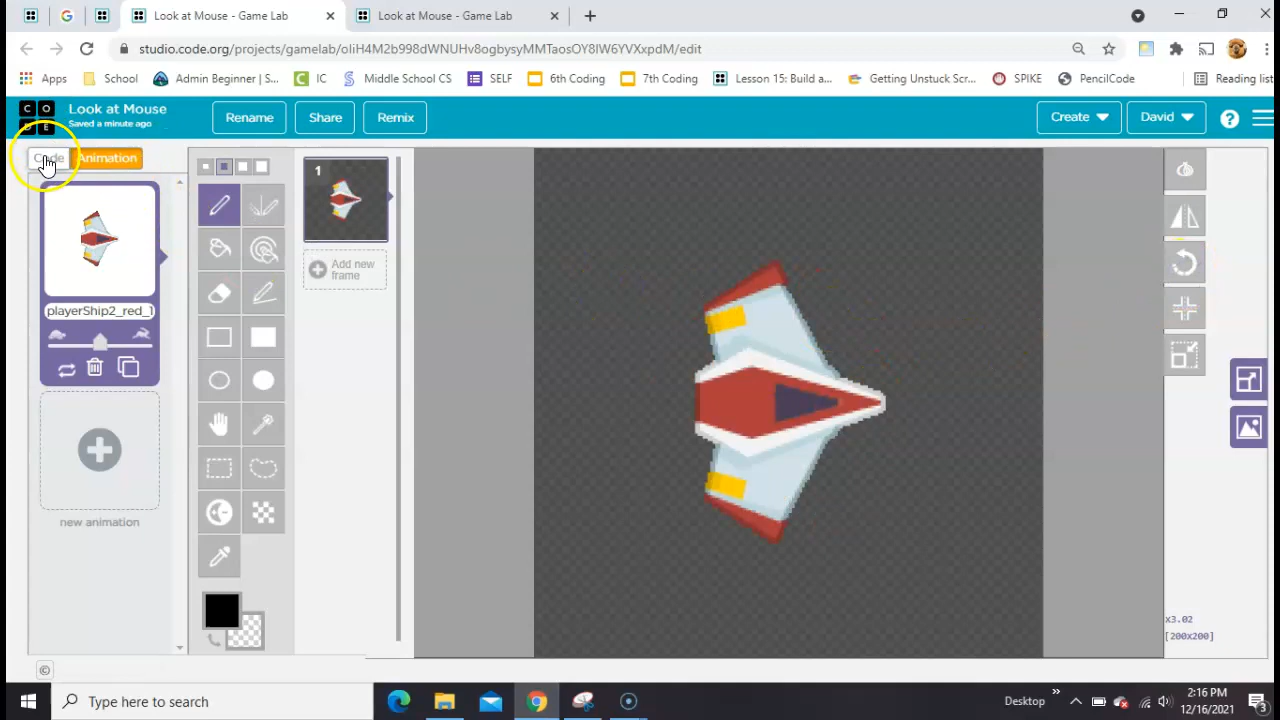 Look at Mouse - Game Lab
Look at Mouse - Game Lab
studio.code.org/projects/gamelab/oIiH4M2b998dWNUHv8ogbysyMMTaosOY8IW6YVXxpdM/edit
Apps
School
Admin Beginner | S...
IC
Middle School CS
SELF
6th Coding
7th Coding
Lesson 15: Build a...
Getting Unstuck Scr...
SPIKE
PencilCode
Reading list
C O
D E
Look at Mouse
Saved a minute ago
Rename
Share
Remix
Create
David
?
Code
Animation
playerShip2_red_1
new animation
1
Add new
frame
x3.02
[200x200]
©
Type here to search
Desktop
2:16 PM
12/16/2021
3